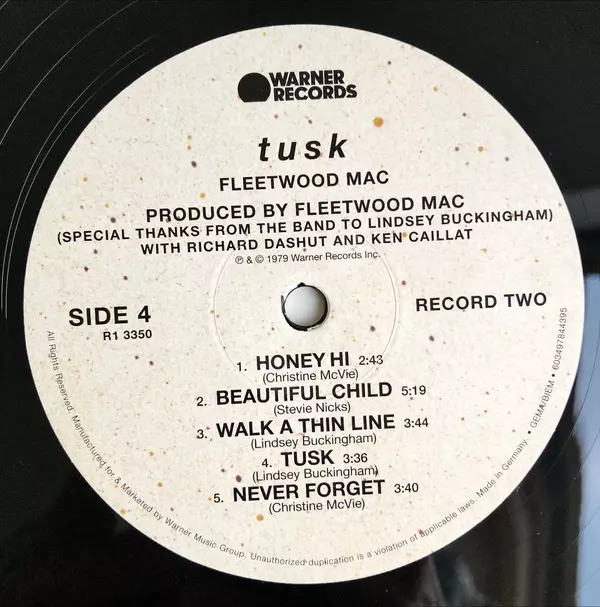 WARNER
RECORDS
tusk
FLEETWOOD MAC
PRODUCED BY FLEETWOOD MAC
(SPECIAL THANKS FROM THE BAND TO LINDSEY BUCKINGHAM)
WITH RICHARD DASHUT AND KEN CAILLAT
℗ & © 1979 Warner Records Inc.
SIDE 4
R1 3350
RECORD TWO
1. HONEY HI 2:43
(Christine McVie)
2. BEAUTIFUL CHILD 5:19
(Stevie Nicks)
3. WALK A THIN LINE 3:44
(Lindsey Buckingham)
4. TUSK 3:36
(Lindsey Buckingham)
5. NEVER FORGET 3:40
(Christine McVie)
All Rights Reserved. Manufactured for & Marketed by Warner Music Group. Unauthorized duplication is a violation of applicable laws. Made in Germany. • GEMA/BIEM • 603497844395